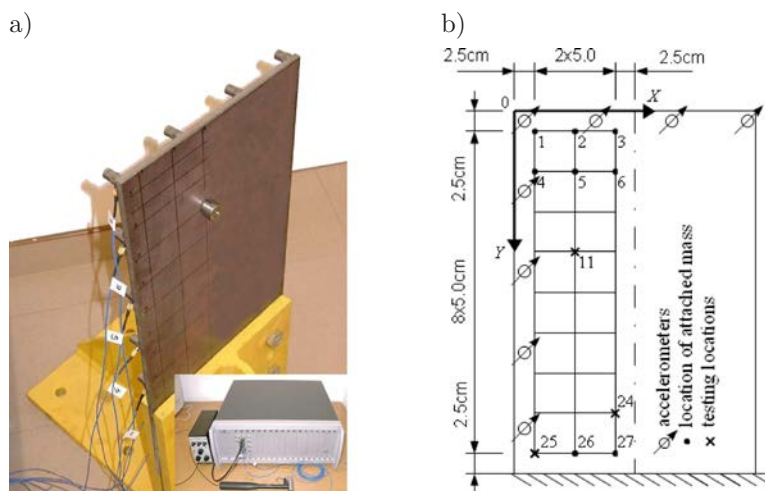 a)
b)
2.5cm
2x5.0
2.5cm
0
X
1
2
3
4
5
6
Y
11
24
25
26
27
2.5cm
8x5.0cm
2.5cm
accelerometers
location of attached mass
testing locations